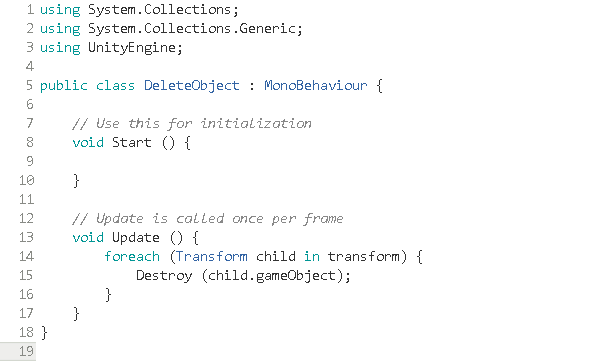 1 using System.Collections;
2 using System.Collections.Generic;
3 using UnityEngine;
4
5 public class DeleteObject : MonoBehaviour {
6
7     // Use this for initialization
8     void Start () {
9
10     }
11
12     // Update is called once per frame
13     void Update () {
14         foreach (Transform child in transform) {
15             Destroy (child.gameObject);
16         }
17     }
18 }
19